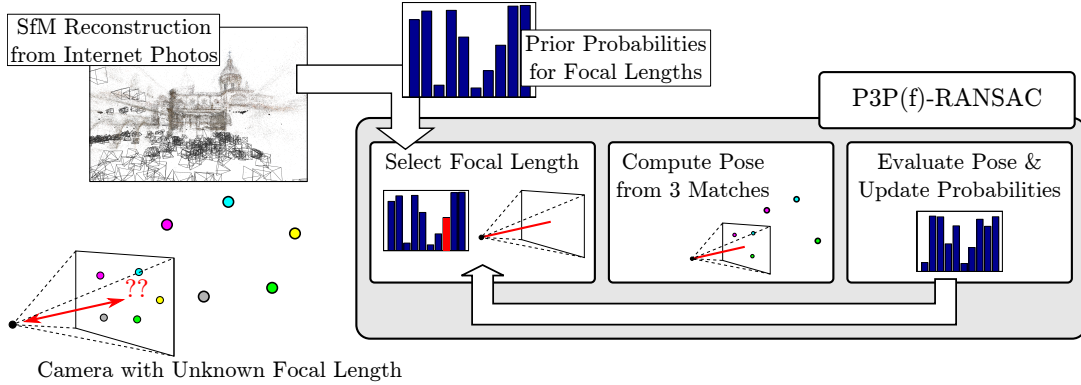 SfM Reconstruction
from Internet Photos
Prior Probabilities
for Focal Lengths
P3P(f)-RANSAC
Select Focal Length
Compute Pose
from 3 Matches
Evaluate Pose &
Update Probabilities
??
Camera with Unknown Focal Length